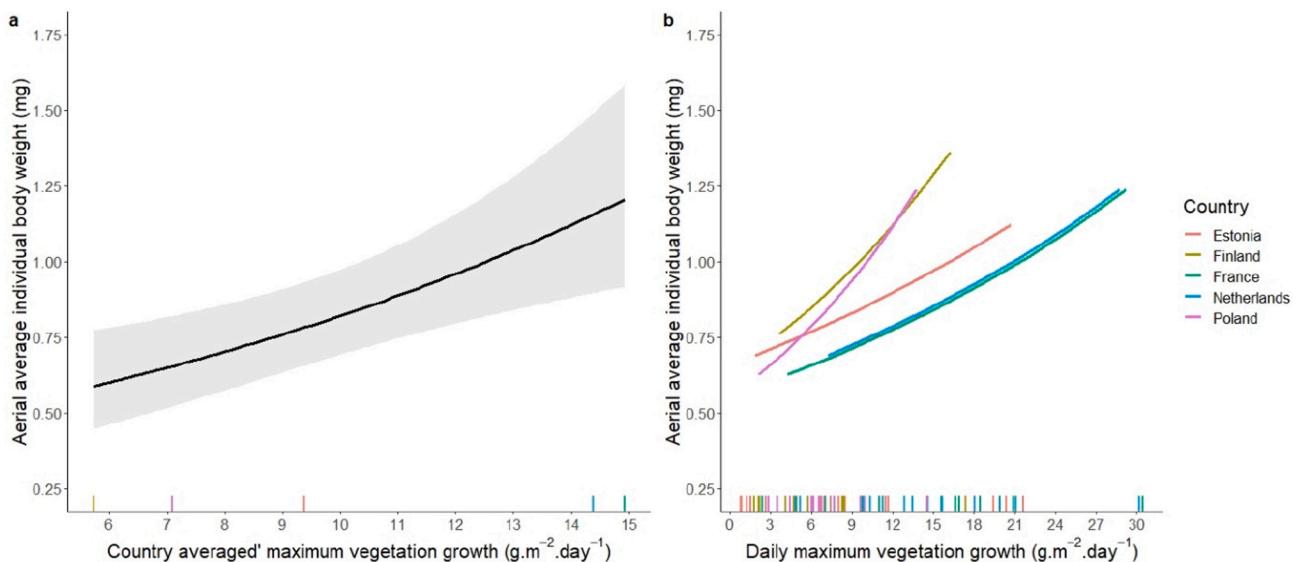 a
Aerial average individual body weight (mg)
1.75
1.50
1.25
1.00
0.75
0.50
0.25
6 7 8 9 10 11 12 13 14 15
Country averaged' maximum vegetation growth (g.m⁻².day⁻¹)
b
Aerial average individual body weight (mg)
1.75
1.50
1.25
1.00
0.75
0.50
0.25
0 3 6 9 12 15 18 21 24 27 30
Daily maximum vegetation growth (g.m⁻².day⁻¹)
Country
Estonia
Finland
France
Netherlands
Poland